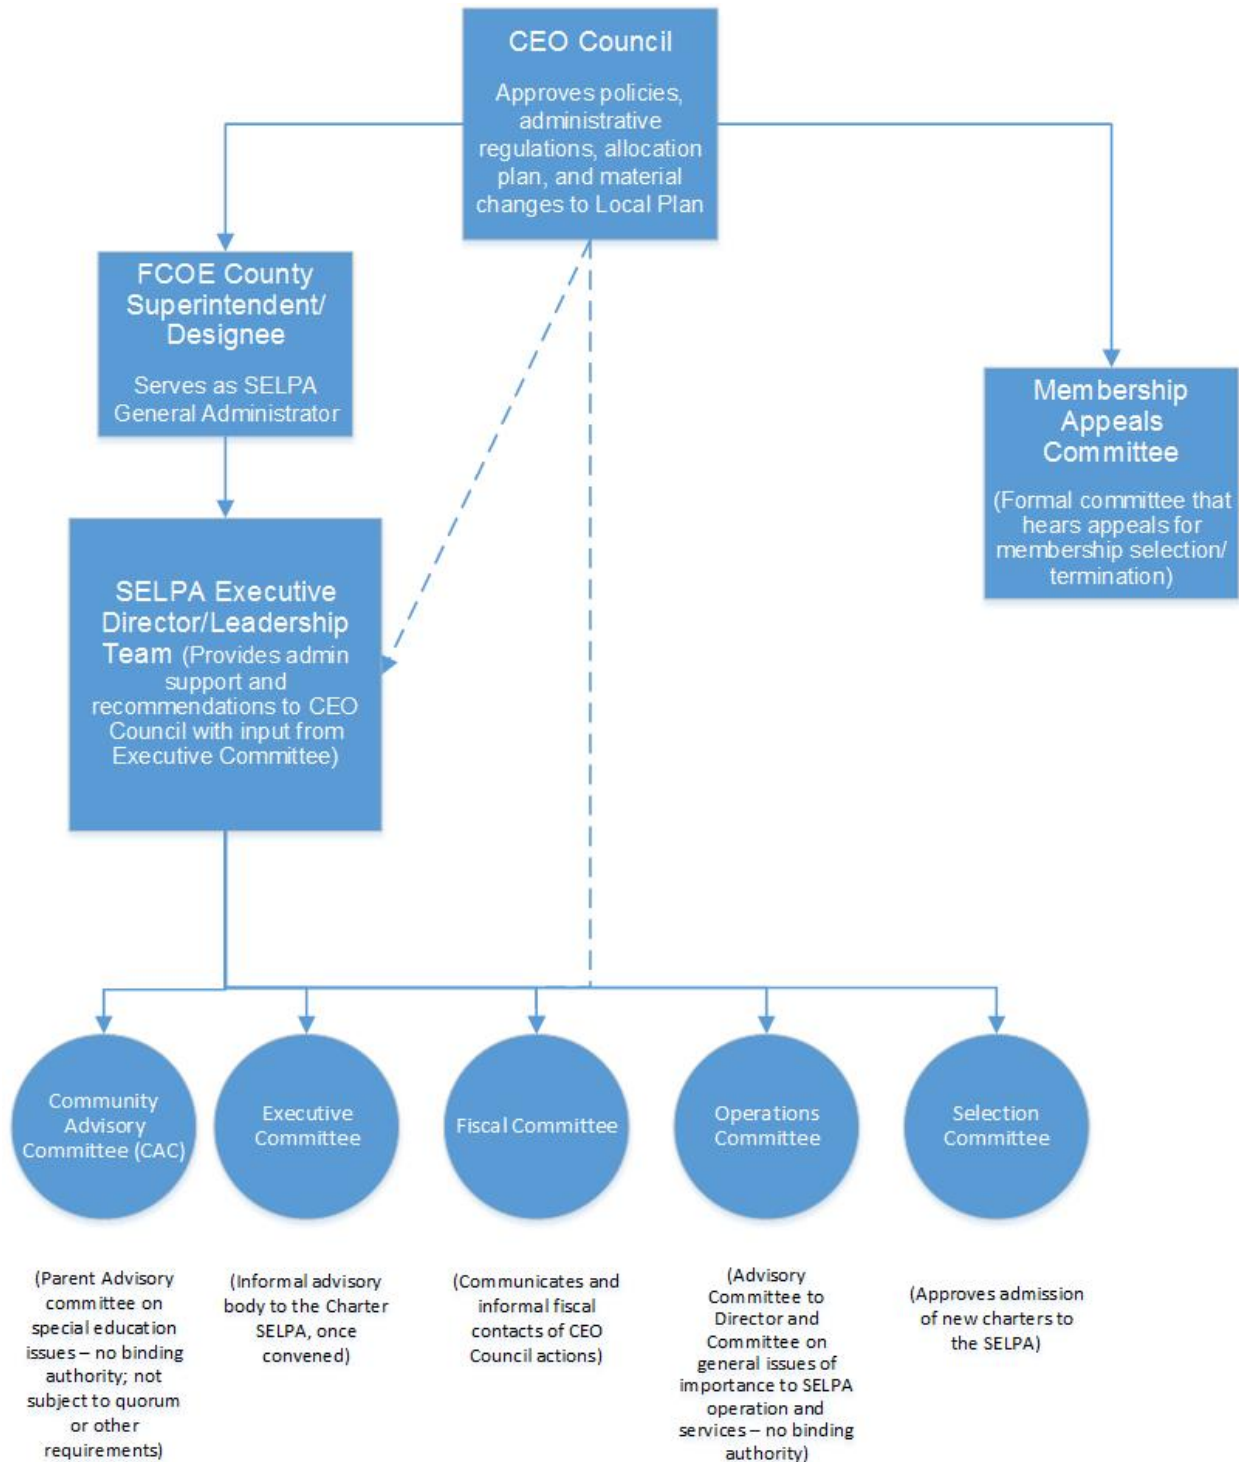 CEO Council
Approves policies,
administrative
regulations, allocation
plan, and material
changes to Local Plan
FCOE County
Superintendent/
Designee
Serves as SELPA
General Administrator
Membership
Appeals
Committee
(Formal committee that
hears appeals for
membership selection/
termination)
SELPA Executive
Director/Leadership
Team (Provides admin
support and
recommendations to CEO
Council with input from
Executive Committee)
Community
Advisory
Committee (CAC)
Executive
Committee
Fiscal Committee
Operations
Committee
Selection
Committee
(Parent Advisory
committee on
special education
issues – no binding
authority; not
subject to quorum
or other
requirements)
(Informal advisory
body to the Charter
SELPA, once
convened)
(Communicates and
informal fiscal
contacts of CEO
Council actions)
(Advisory
Committee to
Director and
Committee on
general issues of
importance to SELPA
operation and
services – no binding
authority)
(Approves admission
of new charters to
the SELPA)